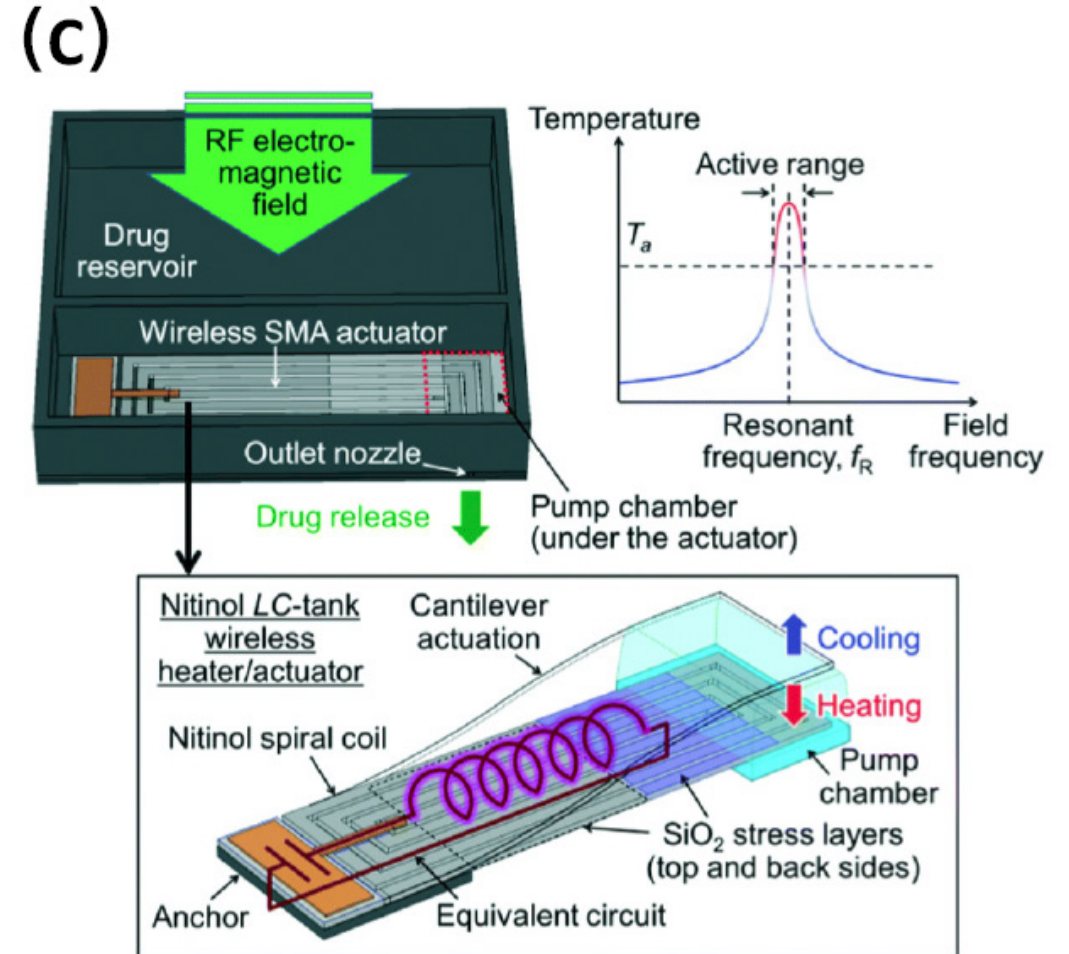 (c)
RF electro-
magnetic
field
Drug
reservoir
Wireless SMA actuator
Outlet nozzle
Drug release
Pump chamber
(under the actuator)
Temperature
Active range
Ta
Resonant
frequency, fR
Field
frequency
Nitinol LC-tank
wireless
heater/actuator
Cantilever
actuation
Cooling
Heating
Nitinol spiral coil
Pump
chamber
SiO2 stress layers
(top and back sides)
Anchor
Equivalent circuit